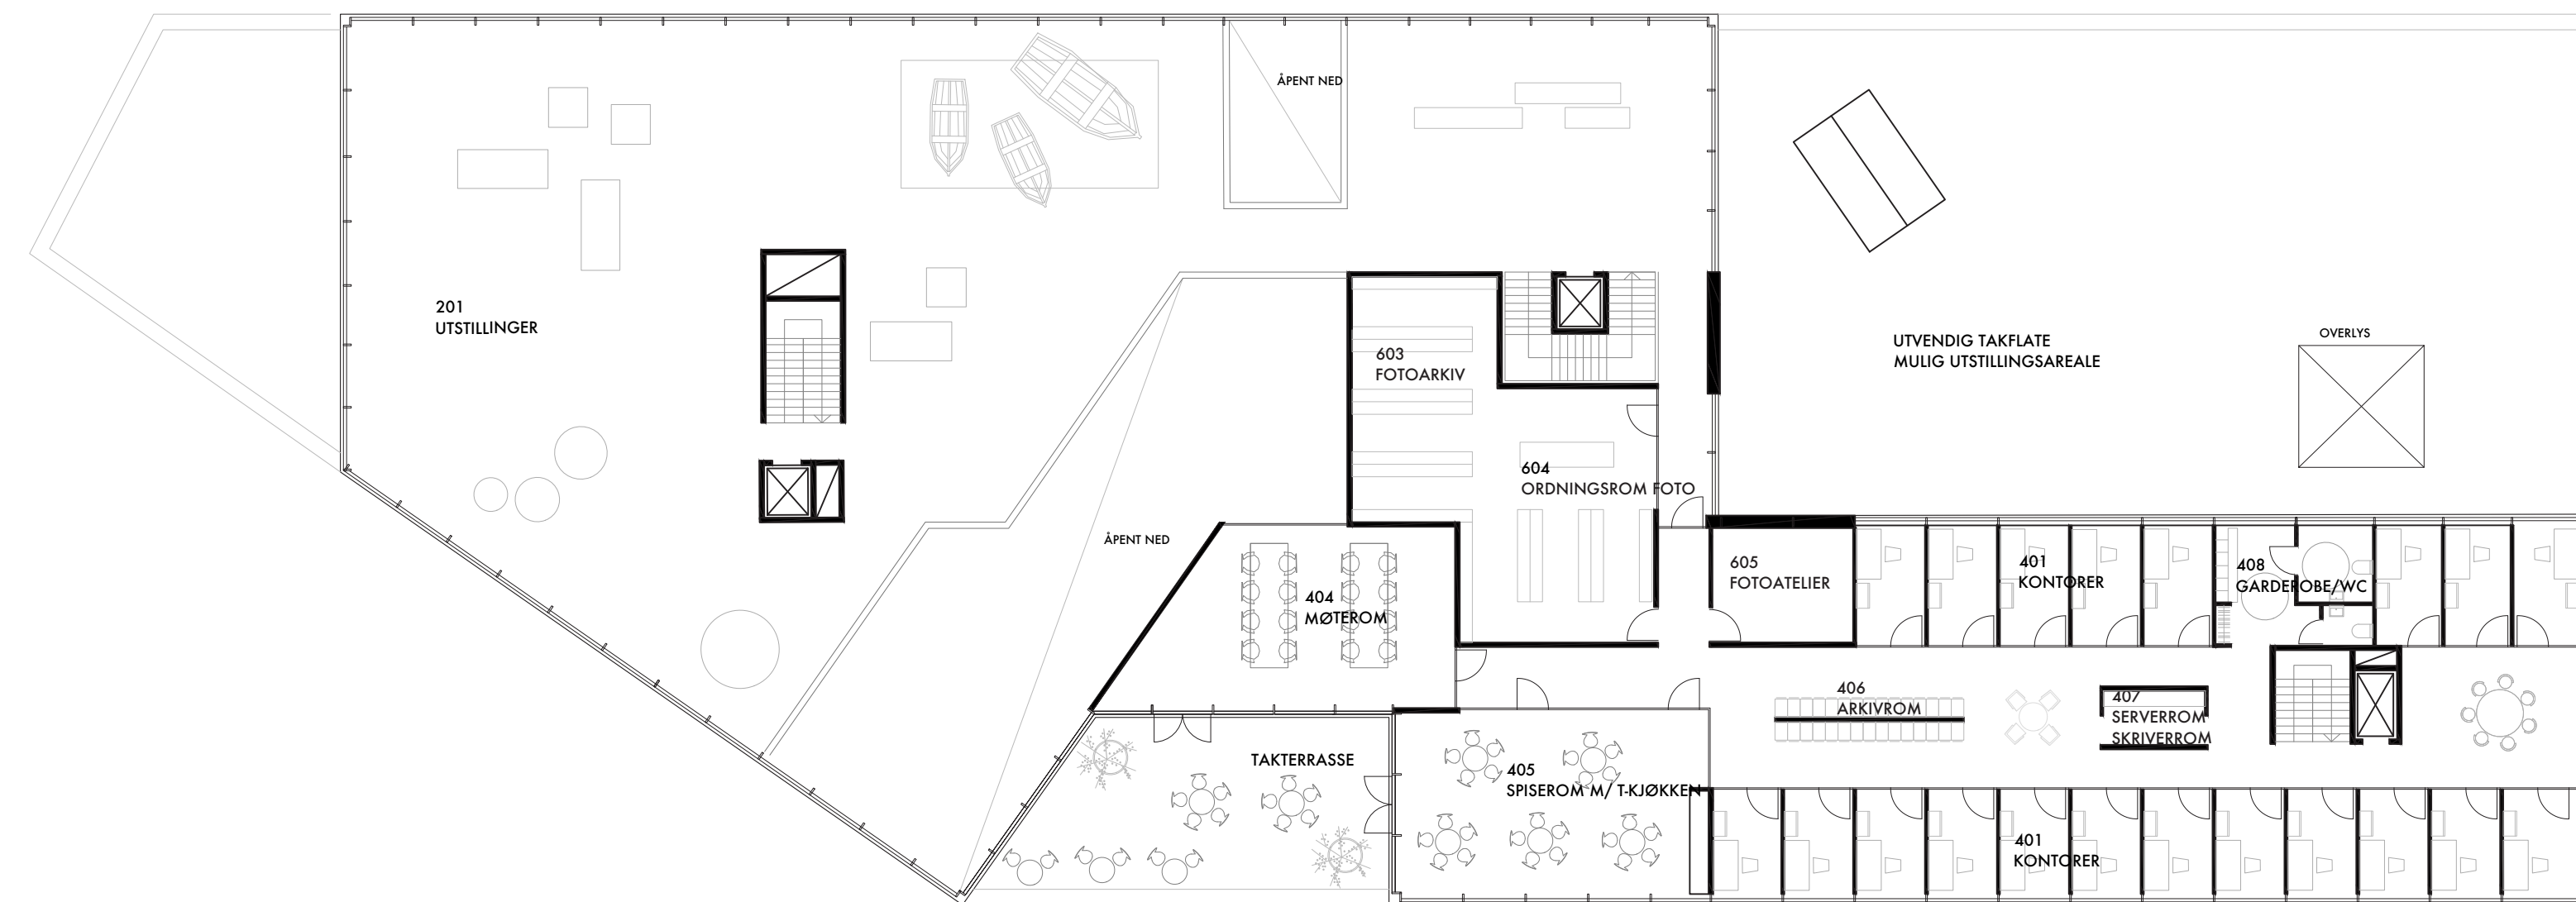 ÅPENT NED
201
UTSTILLINGER
603
FOTOARKIV
UTVENDIG TAKFLATE
MULIG UTSTILLINGSAREALE
OVERLYS
604
ORDNINGSROM FOTO
ÅPENT NED
404
MØTEROM
605
FOTOATELIER
401
KONTORER
408
GARDEROBE/WC
406
ARKIVROM
407
SERVERROM
SKRIVERROM
TAKTERRASSE
405
SPISEROM M/ T-KJØKKEN
401
KONTORER